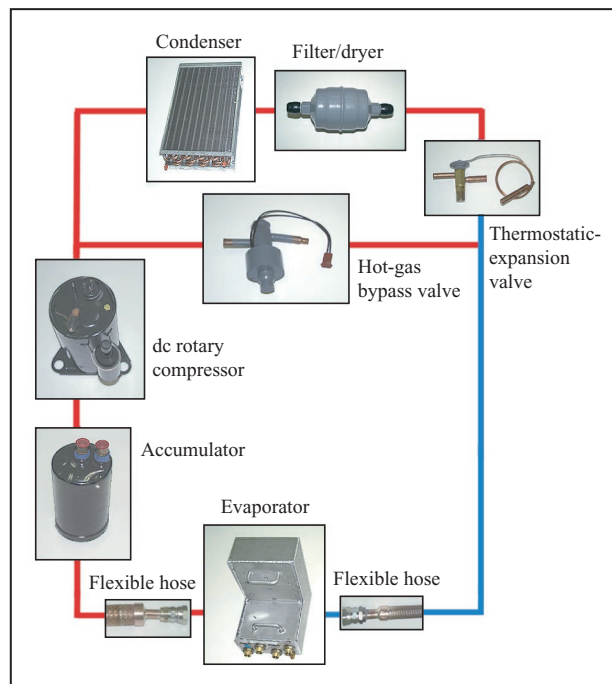 Condenser
Filter/dryer
Thermostatic-
expansion
valve
Hot-gas
bypass valve
dc rotary
compressor
Accumulator
Evaporator
Flexible hose
Flexible hose